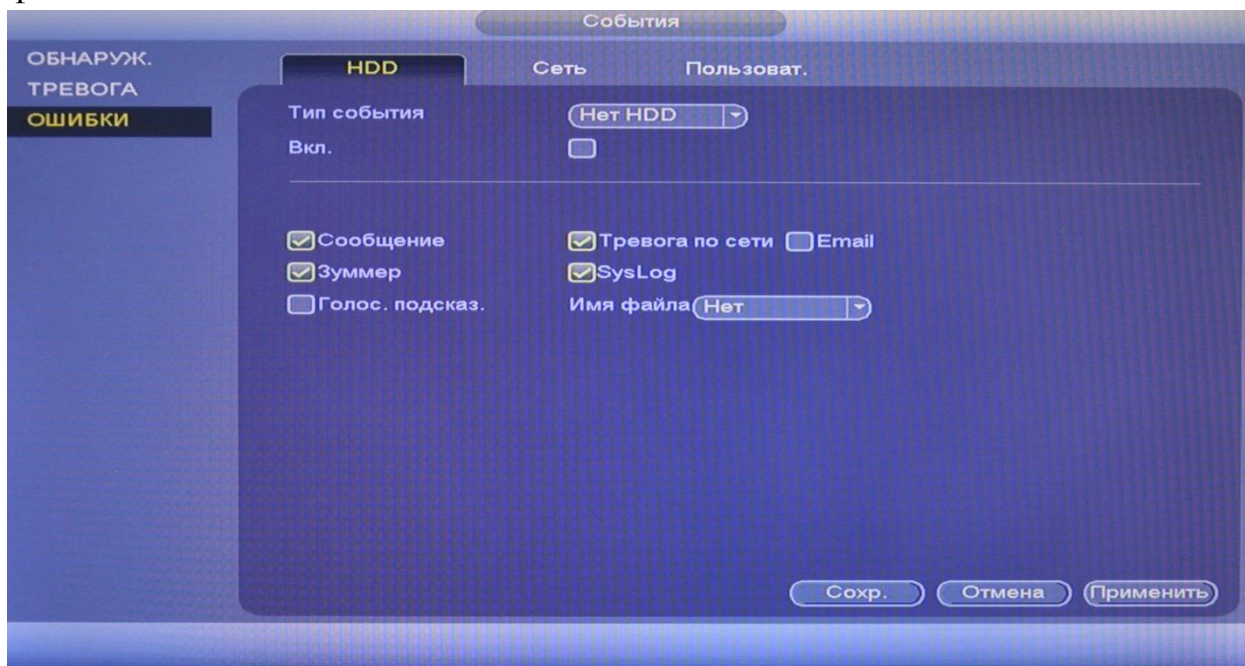 События
ОБНАРУЖ.
ТРЕВОГА
ОШИБКИ
HDD Сеть Пользоват.
Тип события Нет HDD
Вкл.
Сообщение Тревога по сети Email
Зуммер SysLog
Голос. подсказ. Имя файла Нет
Сохр. Отмена Применить